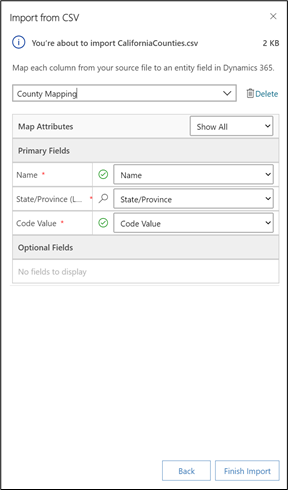 Import from CSV
You're about to import CaliforniaCounties.csv 2 KB
Map each column from your source file to an entity field in Dynamics 365.
County Mapping Delete
Map Attributes Show All
Primary Fields
Name * Name
State/Province (L... * State/Province
Code Value * Code Value
Optional Fields
No fields to display
Back Finish Import